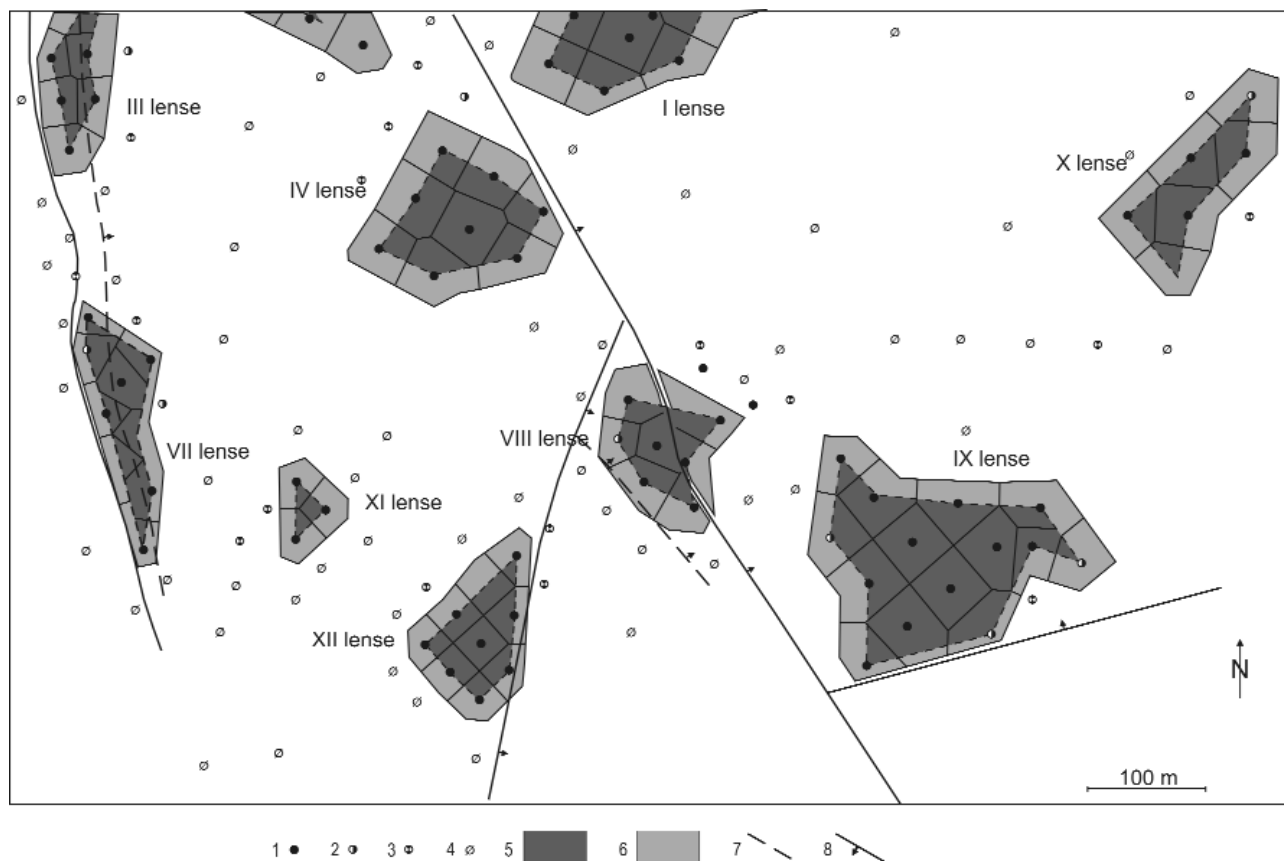 III lense
I lense
X lense
IV lense
VIII lense
VII lense
IX lense
XI lense
XII lense
N
100 m
1 2 3 4 5 6 7 8